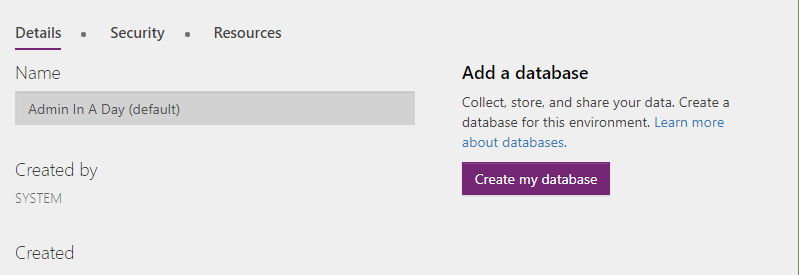 Details • Security • Resources
Name
Admin In A Day (default)
Created by
SYSTEM
Created
Add a database
Collect, store, and share your data. Create a
database for this environment. Learn more
about databases.
Create my database